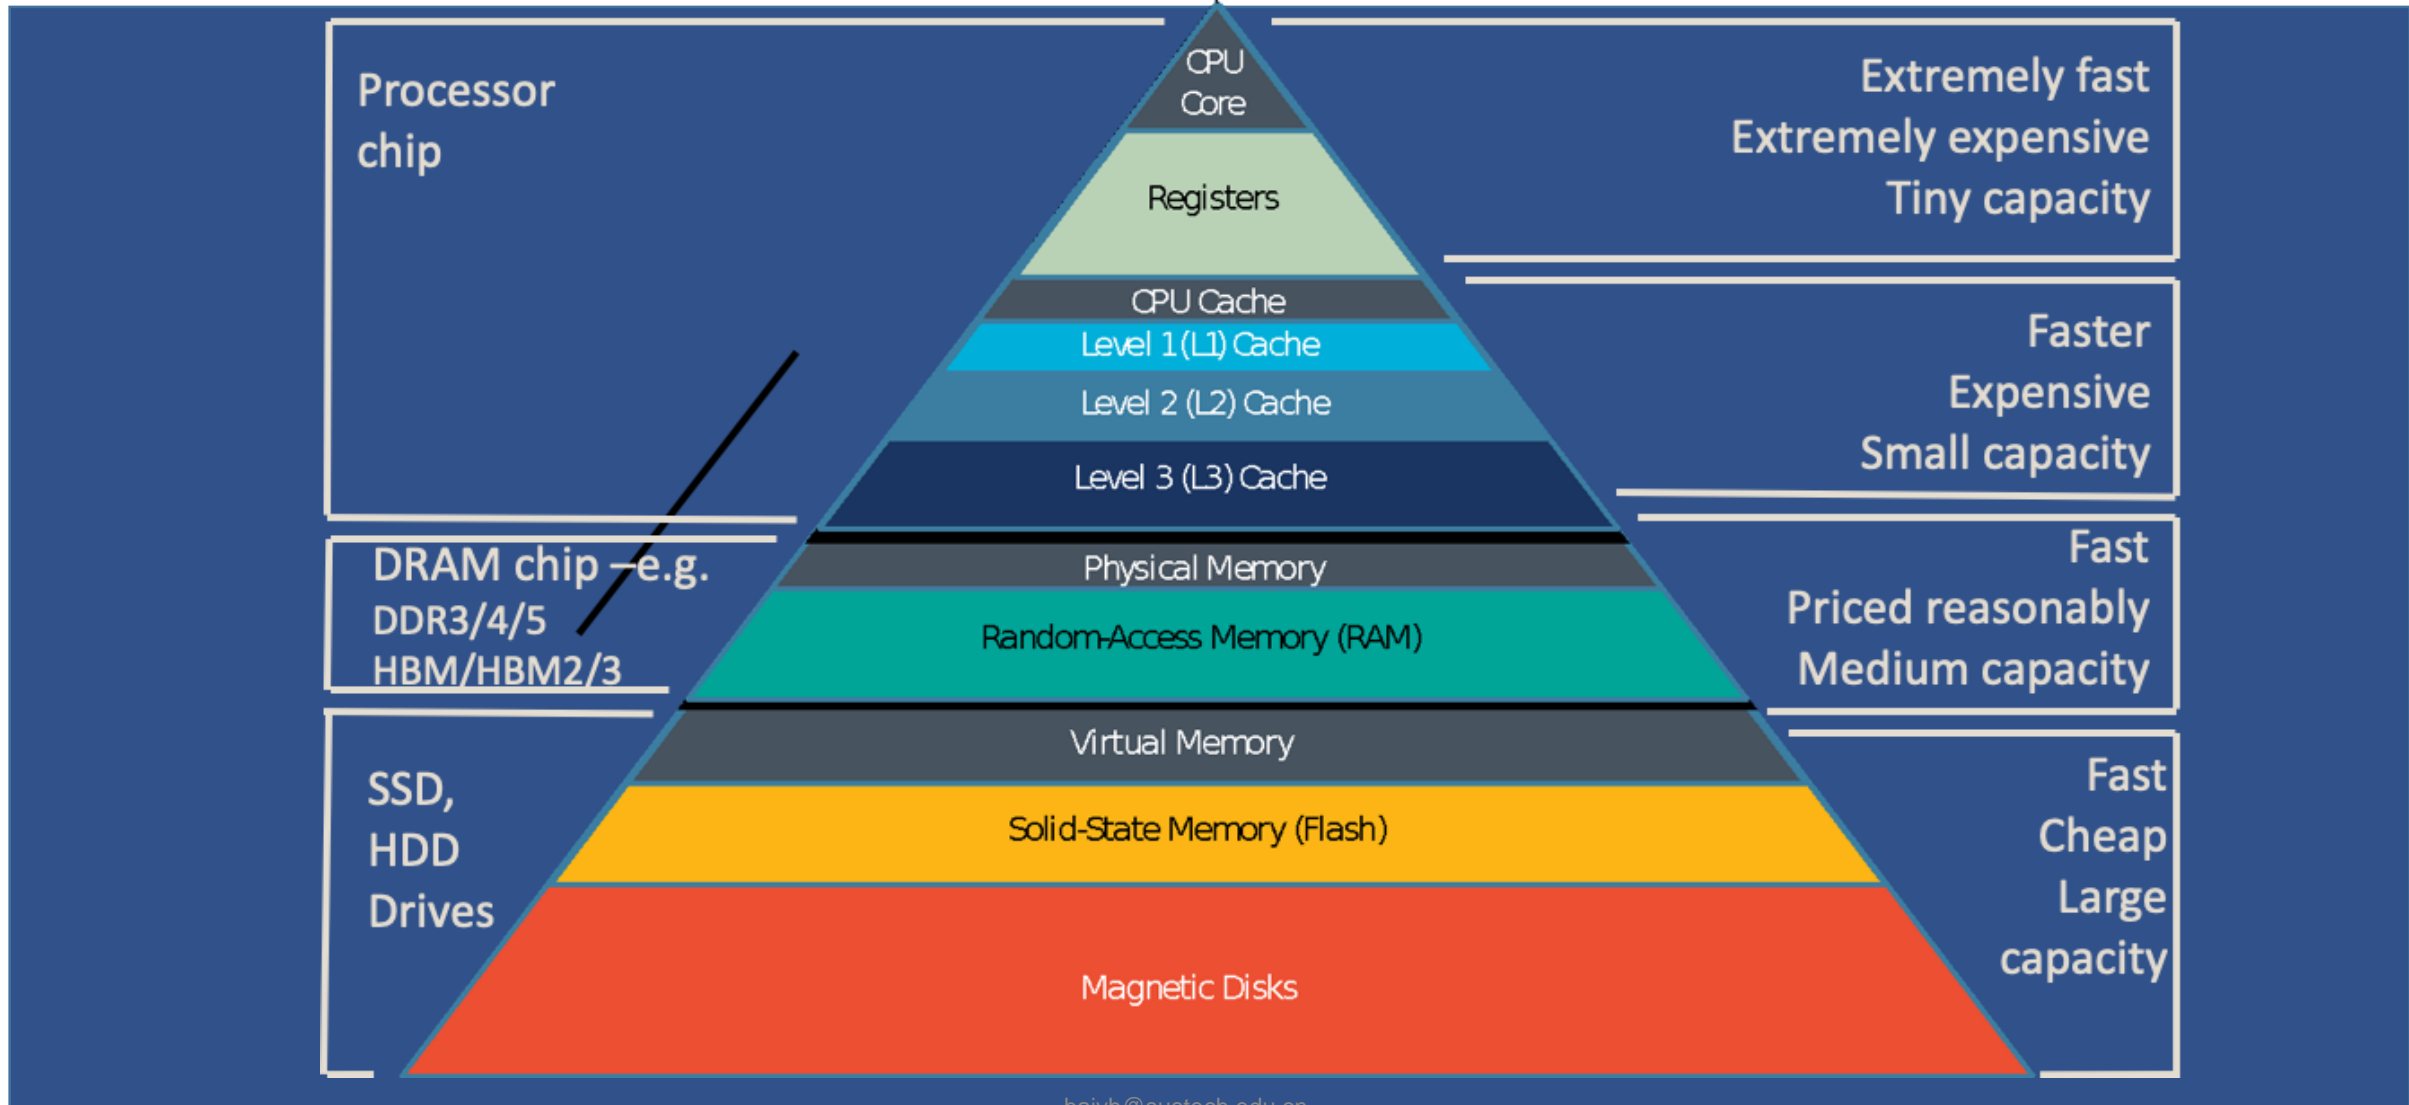 Processor
chip
DRAM chip –e.g.
DDR3/4/5
HBM/HBM2/3
SSD,
HDD
Drives
CPU
Core
Registers
CPU Cache
Level 1 (L1) Cache
Level 2 (L2) Cache
Level 3 (L3) Cache
Physical Memory
Random-Access Memory (RAM)
Virtual Memory
Solid-State Memory (Flash)
Magnetic Disks
Extremely fast
Extremely expensive
Tiny capacity
Faster
Expensive
Small capacity
Fast
Priced reasonably
Medium capacity
Fast
Cheap
Large
capacity